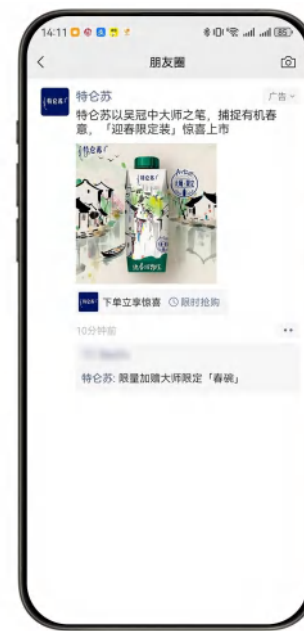 14:11
朋友圈
特仑苏
广告
特仑苏以吴冠中大师之笔，捕捉有机春
意，「迎春限定装」惊喜上市
特仑苏
特仑苏
下单立享惊喜 限时抢购
10分钟前
特仑苏: 限量加赠大师限定「春碗」